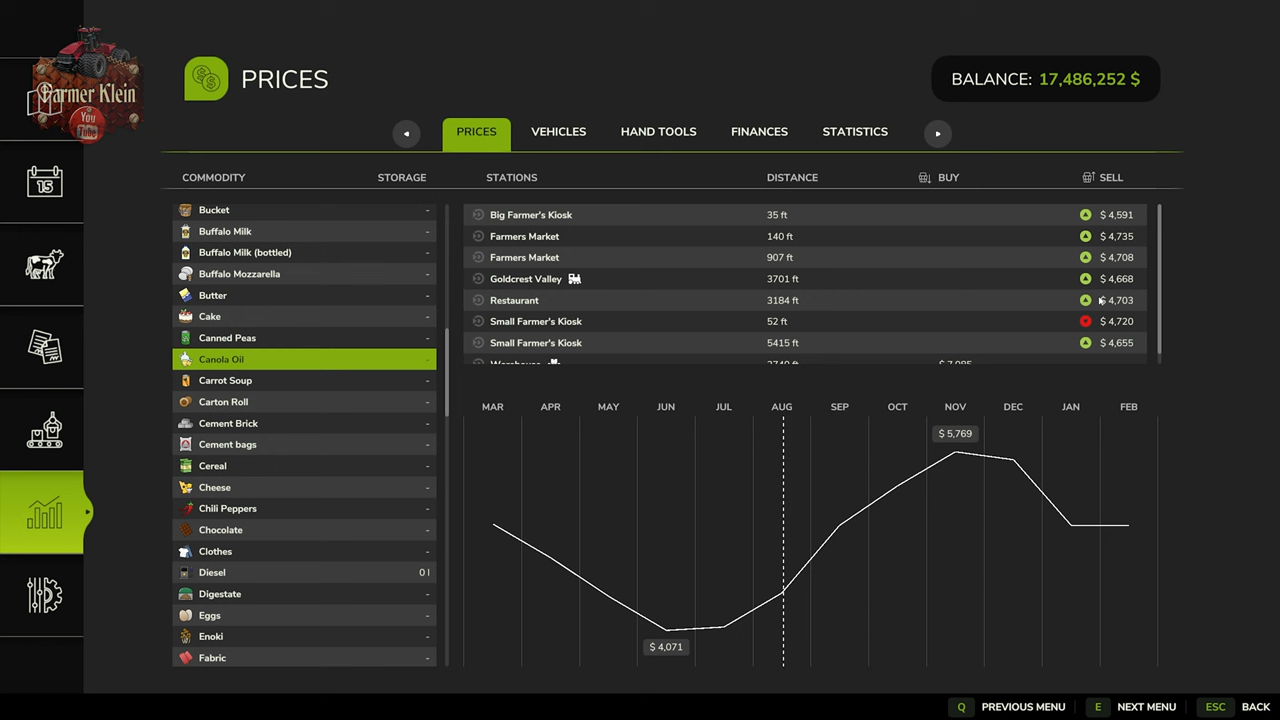 Farmer Klein
You
Tube
15
PRICES
BALANCE: 17,486,252 $
PRICES VEHICLES HAND TOOLS FINANCES STATISTICS
COMMODITY STORAGE STATIONS DISTANCE BUY SELL
Bucket -
Buffalo Milk -
Buffalo Milk (bottled) -
Buffalo Mozzarella -
Butter -
Cake -
Canned Peas -
Canola Oil -
Carrot Soup -
Carton Roll -
Cement Brick -
Cement bags -
Cereal -
Cheese -
Chili Peppers -
Chocolate -
Clothes -
Diesel 0 l
Digestate -
Eggs -
Enoki -
Fabric -
Big Farmer's Kiosk 35 ft $ 4,591
Farmers Market 140 ft $ 4,735
Farmers Market 907 ft $ 4,708
Goldcrest Valley 3701 ft $ 4,668
Restaurant 3184 ft $ 4,703
Small Farmer's Kiosk 52 ft $ 4,720
Small Farmer's Kiosk 5415 ft $ 4,655
Warehouse 3740 ft $ 7,085
MAR APR MAY JUN JUL AUG SEP OCT NOV DEC JAN FEB
$ 5,769
$ 4,071
Q PREVIOUS MENU E NEXT MENU ESC BACK